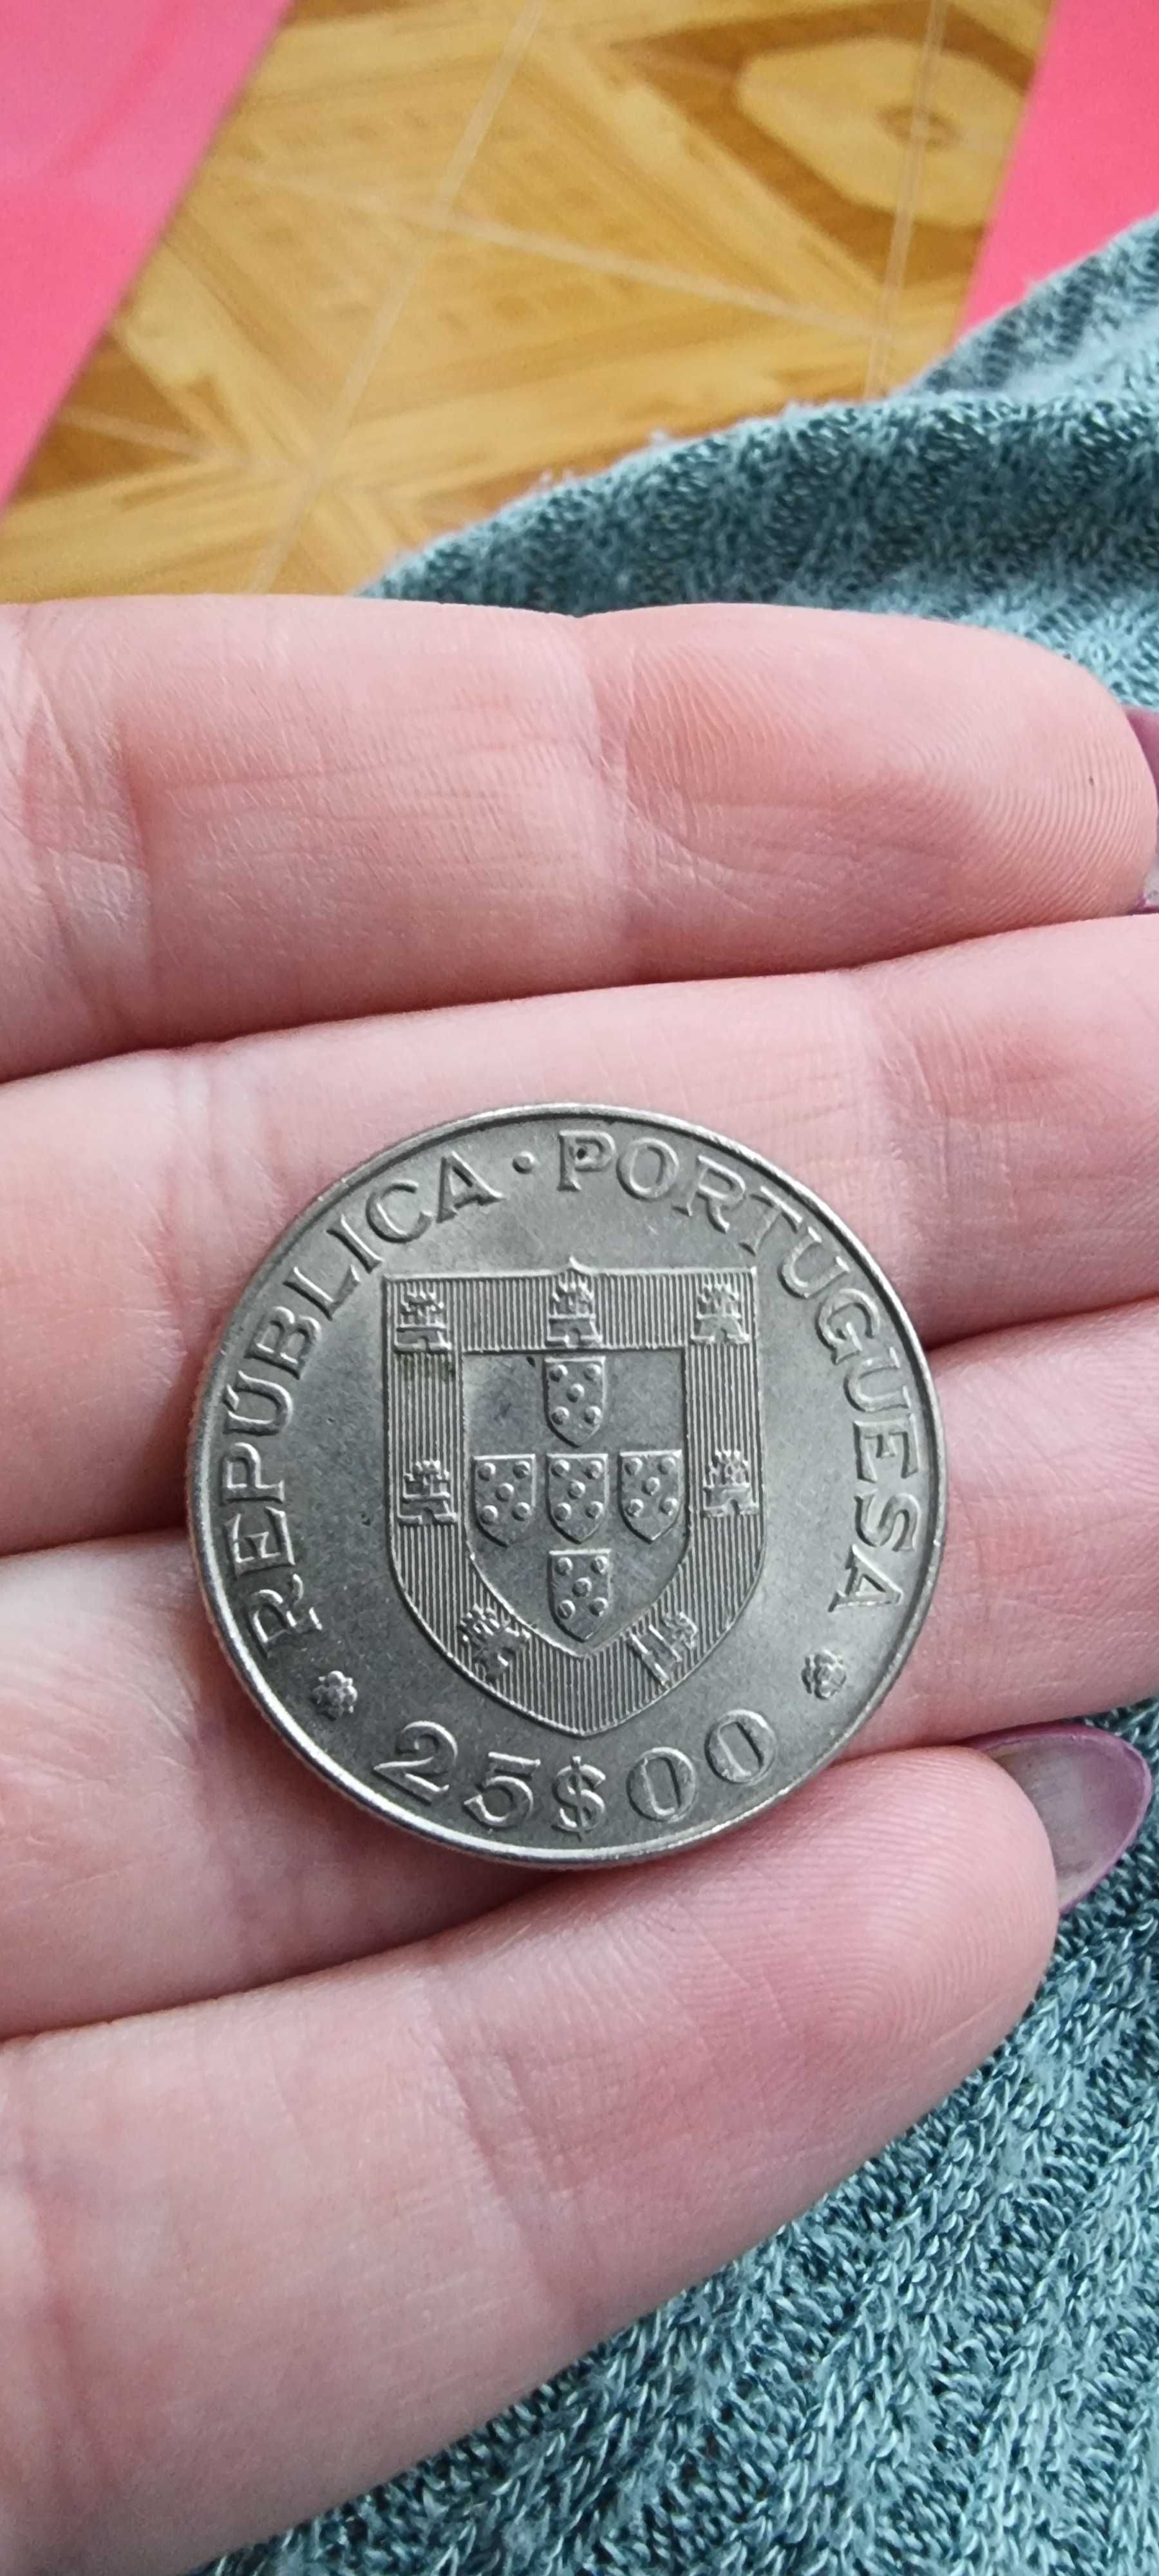 REPÚBLICA · PORTUGUESA
25$00